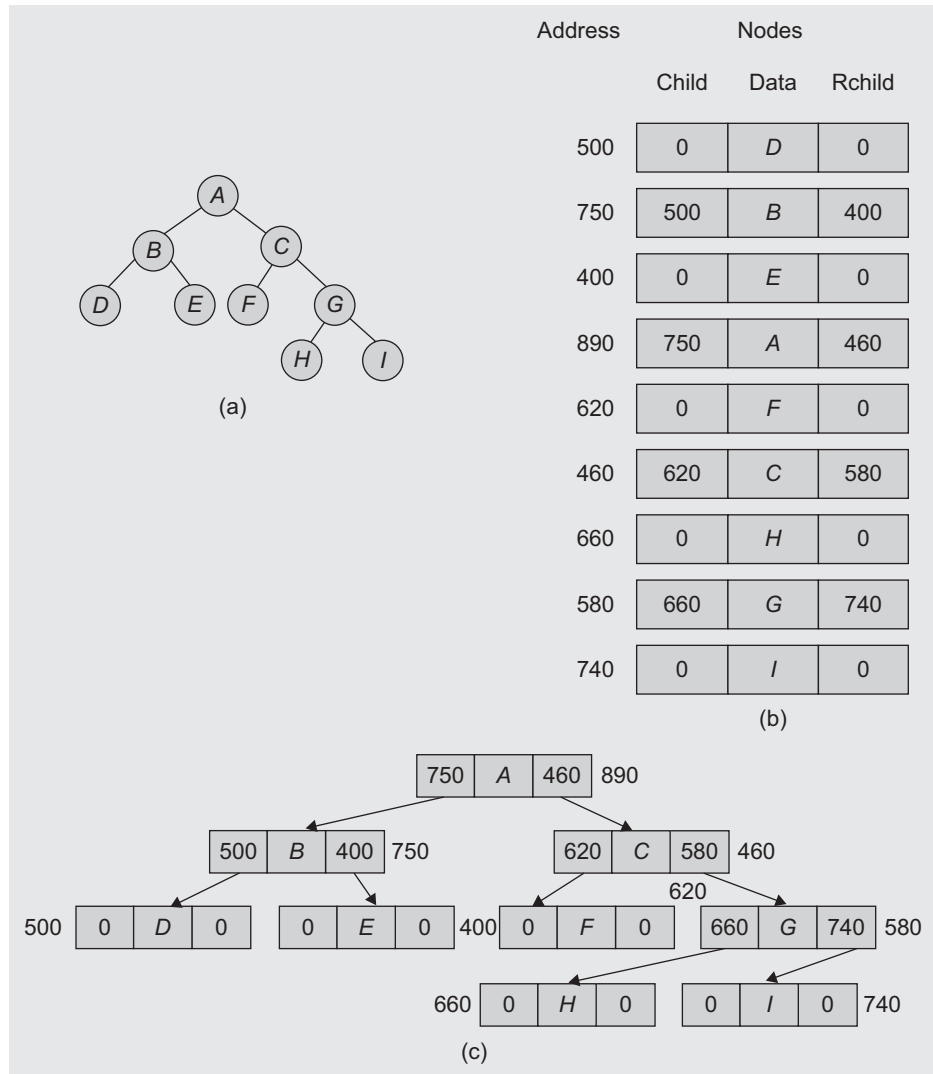 Address Nodes
Child Data Rchild
500 0 D 0
750 500 B 400
400 0 E 0
890 750 A 460
620 0 F 0
460 620 C 580
660 0 H 0
580 660 G 740
740 0 I 0
(b)
A
B C
D E F G
H I
(a)
750 A 460 890
500 B 400 750 620 C 580 460
620
500 0 D 0 0 E 0 400 0 F 0 660 G 740 580
660 0 H 0 0 I 0 740
(c)